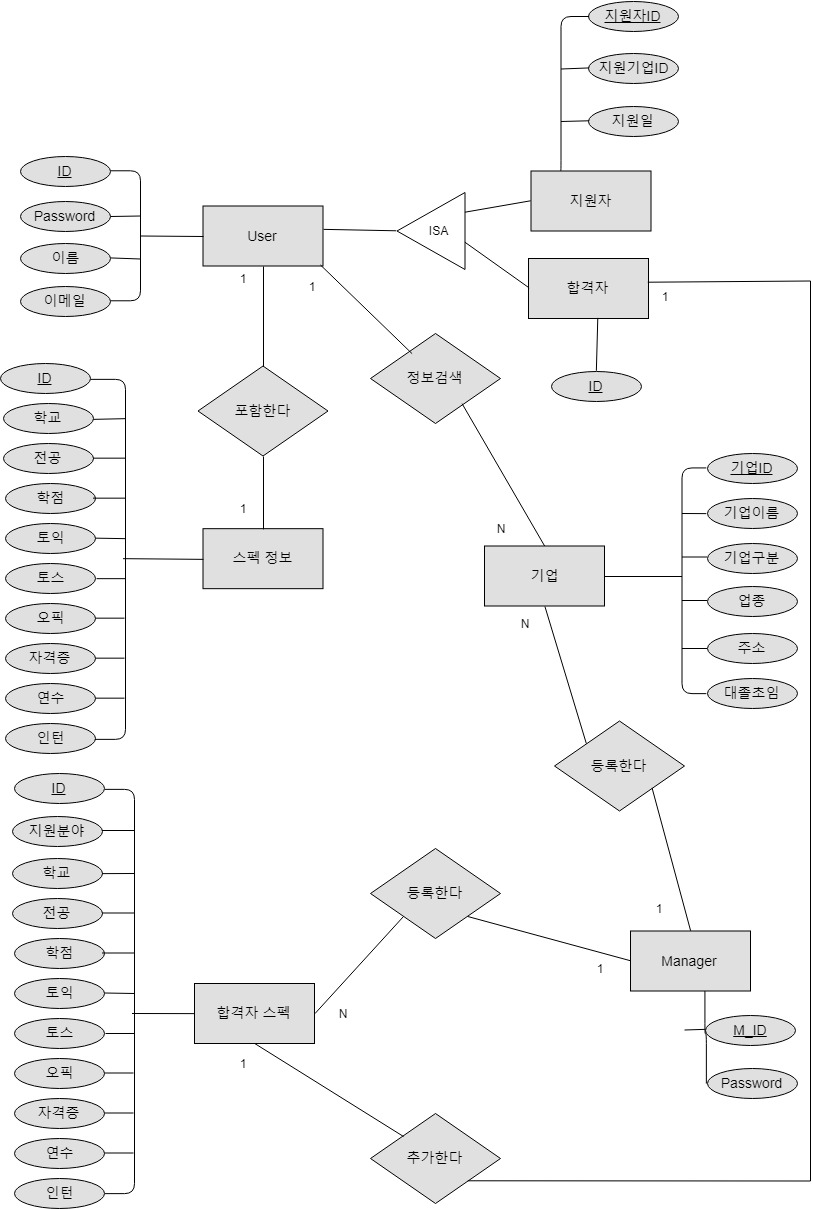 지원자ID
지원기업ID
지원일
지원자
ID
Password
이름
이메일
User
ISA
합격자
1
1
1
ID
정보검색
포함한다
ID
학교
전공
학점
토익
토스
오픽
자격증
연수
인턴
1
스펙 정보
N
기업
N
기업ID
기업이름
기업구분
업종
주소
대졸초임
등록한다
1
Manager
M_ID
Password
등록한다
1
N
ID
지원분야
학교
전공
학점
토익
토스
오픽
자격증
연수
인턴
합격자 스펙
1
추가한다